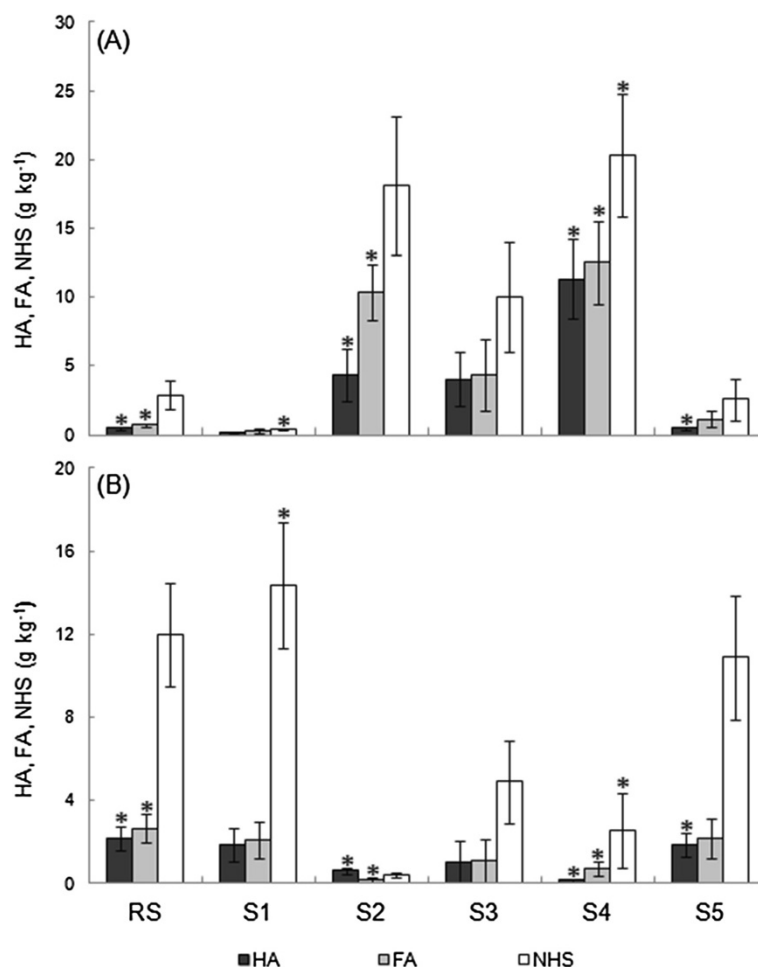 (A)
HA, FA, NHS (g kg⁻¹)
30
25
20
15
10
5
0
* * * * * * * * *
(B)
HA, FA, NHS (g kg⁻¹)
20
16
12
8
4
0
* * * * * * * * *
RS S1 S2 S3 S4 S5
HA FA NHS